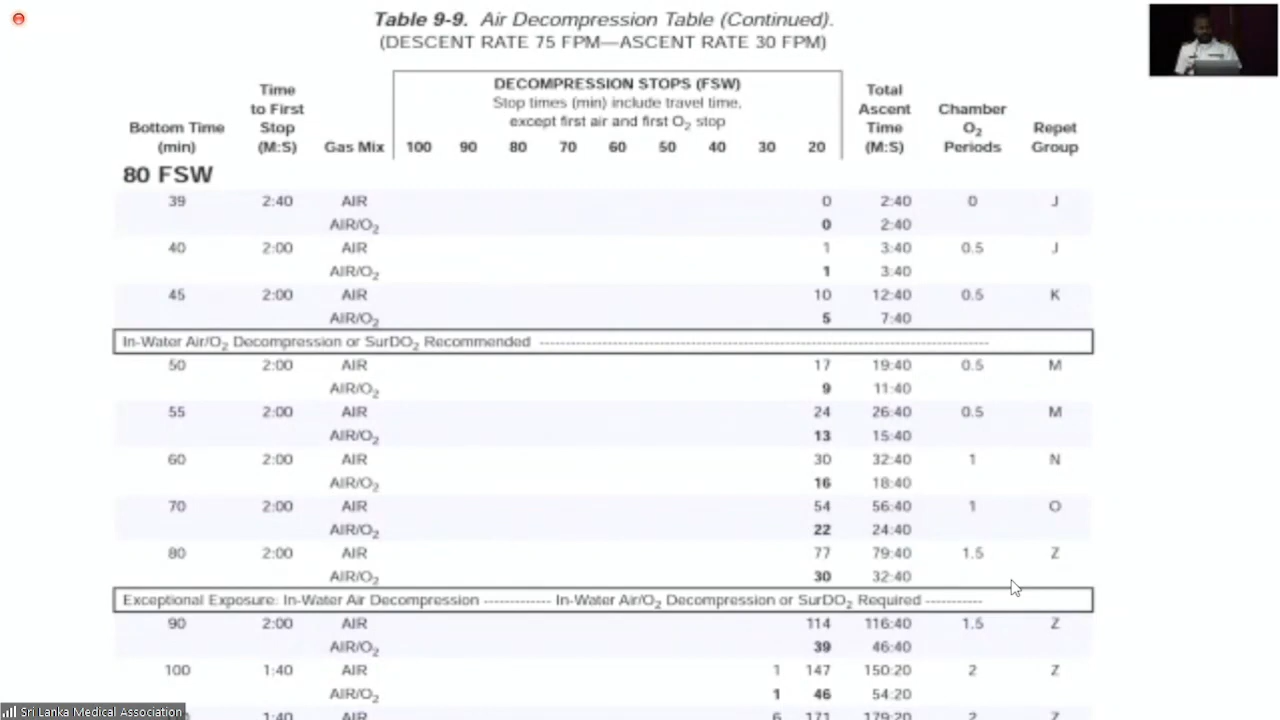 Table 9-9. Air Decompression Table (Continued).
(DESCENT RATE 75 FPM—ASCENT RATE 30 FPM)
DECOMPRESSION STOPS (FSW)
Stop times (min) include travel time,
except first air and first O₂ stop
Bottom Time (min) Time to First Stop (M:S) Gas Mix 100 90 80 70 60 50 40 30 20 Total Ascent Time (M:S) Chamber O₂ Periods Repet Group
80 FSW
39 2:40 AIR 0 2:40 0 J
AIR/O₂ 0 2:40
40 2:00 AIR 1 3:40 0.5 J
AIR/O₂ 1 3:40
45 2:00 AIR 10 12:40 0.5 K
AIR/O₂ 5 7:40
In-Water Air/O₂ Decompression or SurDO₂ Recommended
50 2:00 AIR 17 19:40 0.5 M
AIR/O₂ 9 11:40
55 2:00 AIR 24 26:40 0.5 M
AIR/O₂ 13 15:40
60 2:00 AIR 30 32:40 1 N
AIR/O₂ 16 18:40
70 2:00 AIR 54 56:40 1 O
AIR/O₂ 22 24:40
80 2:00 AIR 77 79:40 1.5 Z
AIR/O₂ 30 32:40
Exceptional Exposure: In-Water Air Decompression ------------ In-Water Air/O₂ Decompression or SurDO₂ Required -----------
90 2:00 AIR 114 116:40 1.5 Z
AIR/O₂ 39 46:40
100 1:40 AIR 1 147 150:20 2 Z
AIR/O₂ 1 46 54:20
1:40 AIR 6 171 179:20 2 Z
Sri Lanka Medical Association